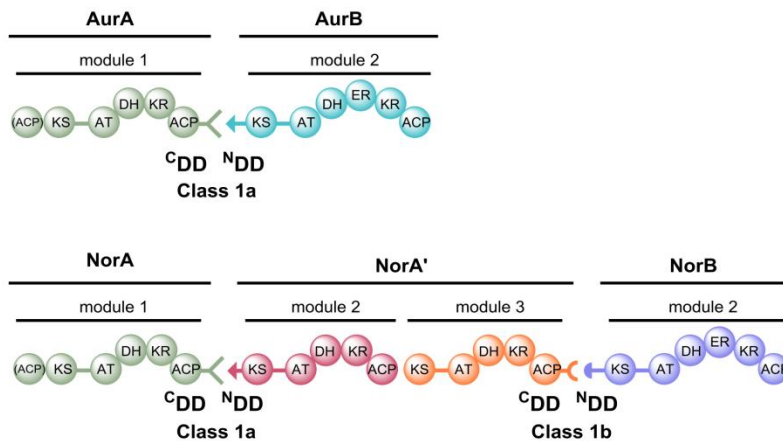 AurA AurB
module 1 module 2
(ACP) KS AT DH KR ACP KS AT DH ER KR ACP
CDD NDD
Class 1a
NorA NorA' NorB
module 1 module 2 module 3 module 2
(ACP) KS AT DH KR ACP KS AT DH KR ACP KS AT DH KR ACP KS AT DH ER KR
CDD NDD CDD NDD
Class 1a Class 1b